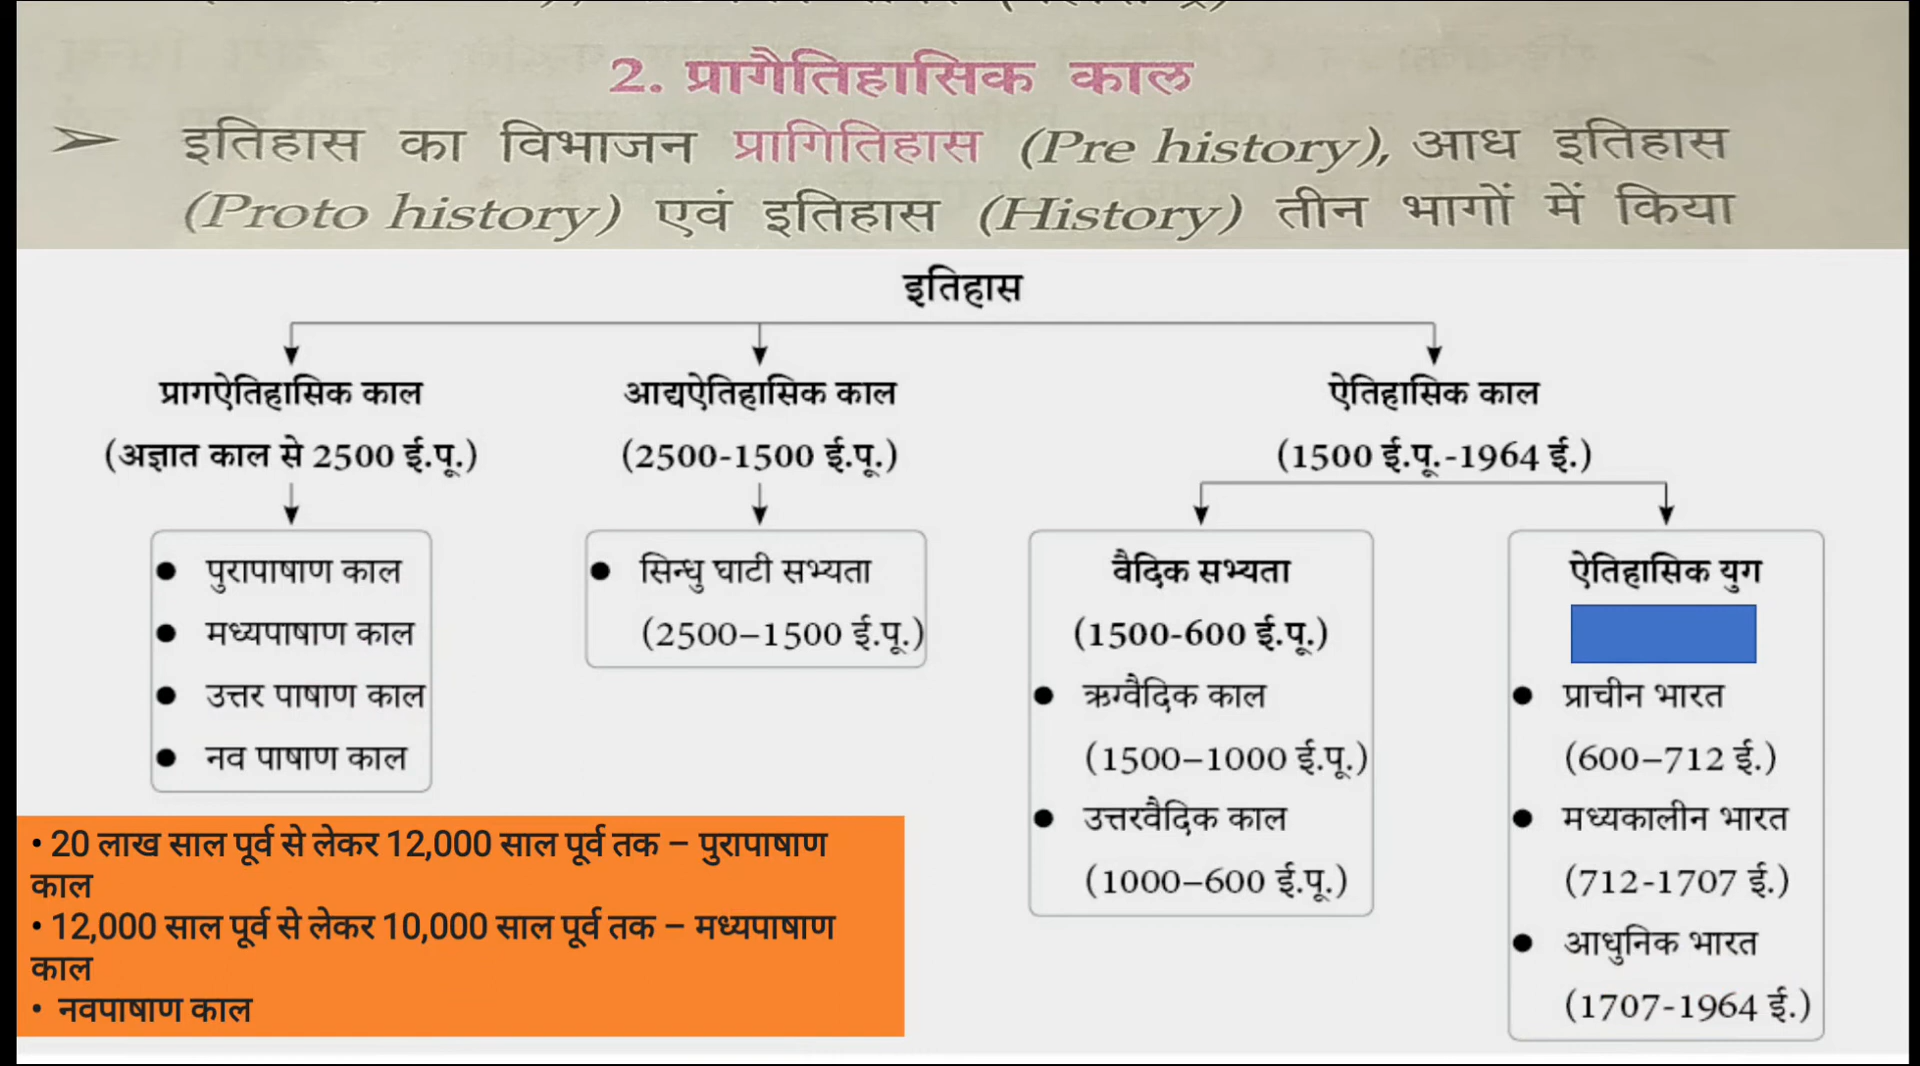 2. प्रागैतिहासिक काल
➢ इतिहास का विभाजन प्रागितिहास (Pre history), आध इतिहास
(Proto history) एवं इतिहास (History) तीन भागों में किया
इतिहास
प्रागऐतिहासिक काल
(अज्ञात काल से 2500 ई.पू.)
● पुरापाषाण काल
● मध्यपाषाण काल
● उत्तर पाषाण काल
● नव पाषाण काल
आद्यऐतिहासिक काल
(2500-1500 ई.पू.)
● सिन्धु घाटी सभ्यता
(2500–1500 ई.पू.)
ऐतिहासिक काल
(1500 ई.पू.-1964 ई.)
वैदिक सभ्यता
(1500-600 ई.पू.)
● ऋग्वैदिक काल
(1500–1000 ई.पू.)
● उत्तरवैदिक काल
(1000–600 ई.पू.)
ऐतिहासिक युग
● प्राचीन भारत
(600–712 ई.)
● मध्यकालीन भारत
(712-1707 ई.)
● आधुनिक भारत
(1707-1964 ई.)
• 20 लाख साल पूर्व से लेकर 12,000 साल पूर्व तक – पुरापाषाण
काल
• 12,000 साल पूर्व से लेकर 10,000 साल पूर्व तक – मध्यपाषाण
काल
• नवपाषाण काल